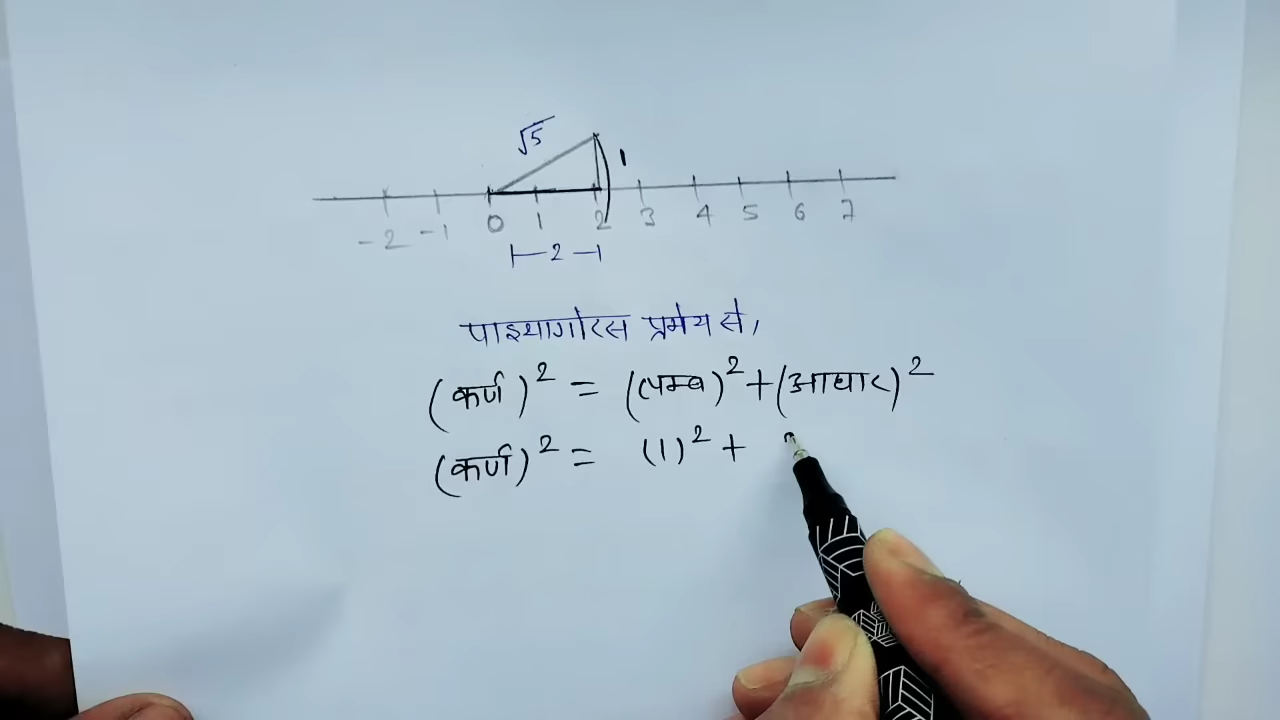 √5
1
-2 -1 0 1 2 3 4 5 6 7
2
पाइथागोरस प्रमेय से,
(कर्ण)² = (लम्ब)² + (आधार)²
(कर्ण)² = (1)² +